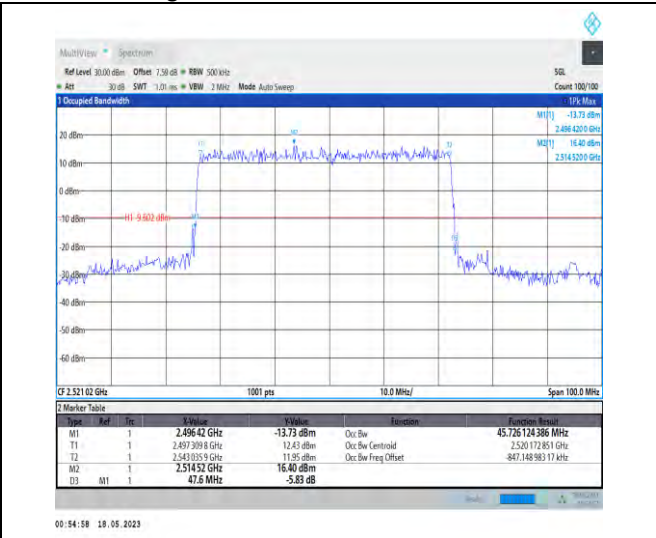 MultiView Spectrum
Ref Level 30.00 dBm Offset 7.58 dB RBW 500 kHz SGL
Att 30 dB SWT 1.01 ms VBW 2 MHz Mode Auto Sweep Count 100/100
1 Occupied Bandwidth 1Pk Max
M1[1] -13.73 dBm
2.496 4200 GHz
20 dBm M2[1] 16.40 dBm
2.514 5200 GHz
10 dBm
0 dBm
-10 dBm H1 -9.602 dBm M1
-20 dBm
-30 dBm
-40 dBm
-50 dBm
-60 dBm
CF 2.521 02 GHz 1001 pts 10.0 MHz/ Span 100.0 MHz
2 Marker Table
Type Ref Trc X-Value Y-Value Function Function Result
M1 1 2.496 42 GHz -13.73 dBm Occ Bw 45.726 124 386 MHz
T1 1 2.497 309 8 GHz 12.43 dBm Occ Bw Centroid 2.520 172 851 GHz
T2 1 2.543 035 9 GHz 11.95 dBm Occ Bw Freq Offset -847.148 983 17 kHz
M2 1 2.514 52 GHz 16.40 dBm
D3 M1 1 47.6 MHz -5.83 dB
00:54:58 18.05.2023